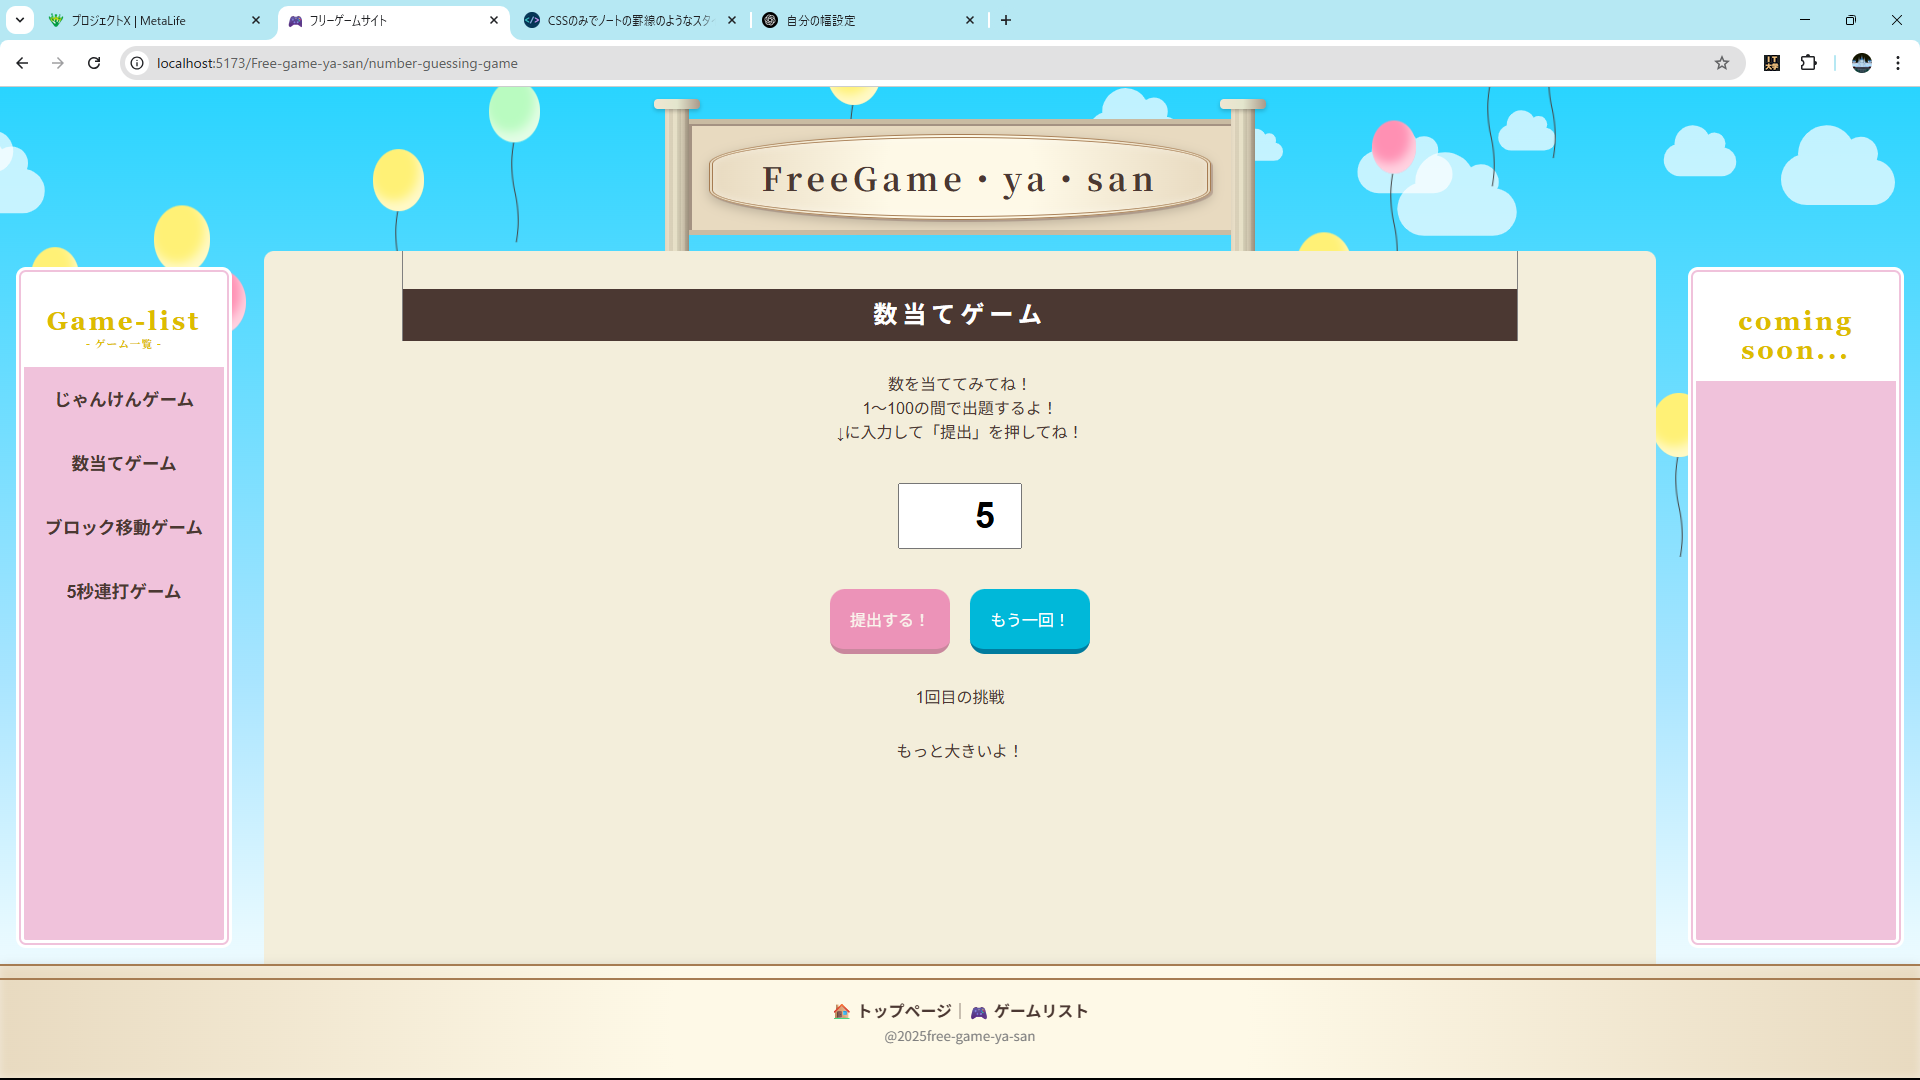 プロジェクトX | MetaLife
フリーゲームサイト
CSSのみでノートの罫線のようなスタ
自分の幅設定
localhost:5173/Free-game-ya-san/number-guessing-game
IT
大学
FreeGame・ya・san
Game-list
- ゲーム一覧 -
じゃんけんゲーム
数当てゲーム
ブロック移動ゲーム
5秒連打ゲーム
数当てゲーム
数を当ててみてね！
1～100の間で出題するよ！
↓に入力して「提出」を押してね！
5
提出する！
もう一回！
1回目の挑戦
もっと大きいよ！
coming
soon...
🏠 トップページ｜🎮 ゲームリスト
@2025free-game-ya-san